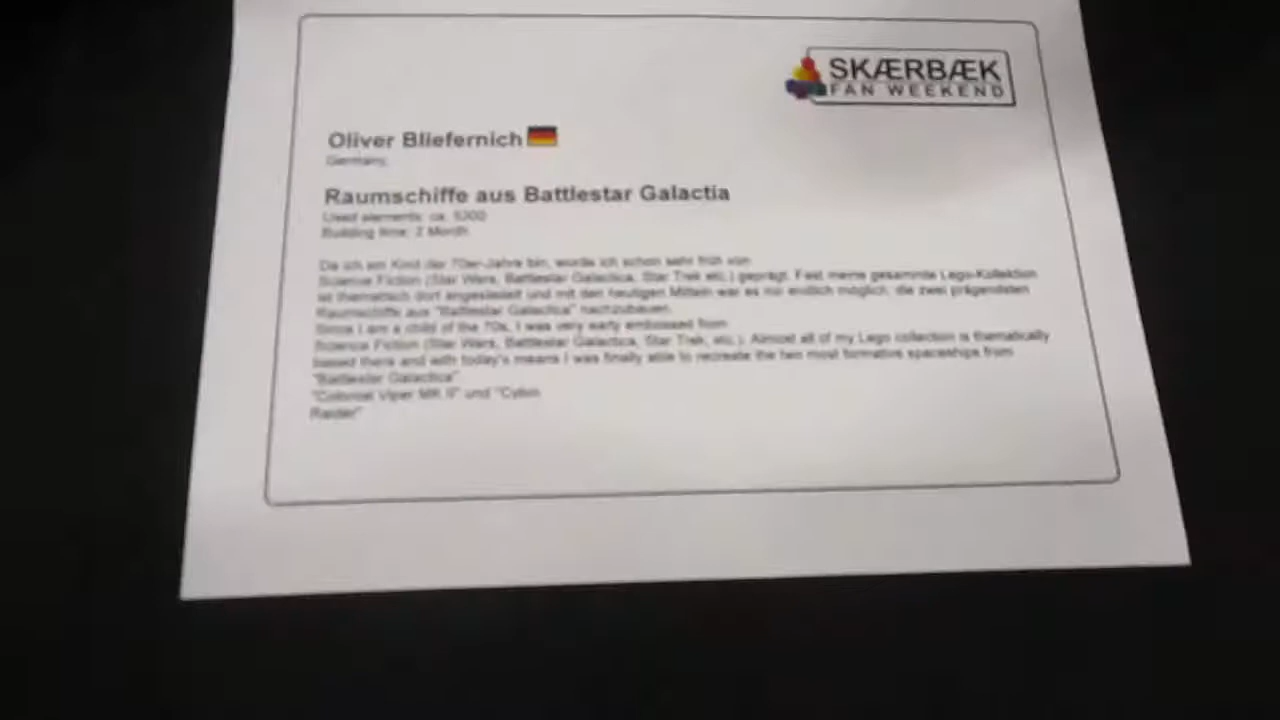 SKÆRBÆK
FAN WEEKEND
Oliver Bliefernich
Germany
Raumschiffe aus Battlestar Galactia
Used elements: ca. 5300
Building time: 2 Month
Da ich ein Kind der 70er-Jahre bin, wurde ich schon sehr früh von
Science Fiction (Star Wars, Battlestar Galactica, Star Trek etc.) geprägt. Fast meine gesammte Lego-Kollektion
ist thematisch dort angesiedelt und mit den heutigen Mitteln war es nur endlich möglich, die zwei prägendsten
Raumschiffe aus "Battlestar Galactica" nachzubauen.
Since I am a child of the 70s, I was very early embossed from
Science Fiction (Star Wars, Battlestar Galactica, Star Trek, etc.). Almost all of my Lego collection is thematically
based there and with today's means I was finally able to recreate the two most formative spaceships from
"Battlestar Galactica"
"Colonial Viper MK II" und "Cylon
Raider"